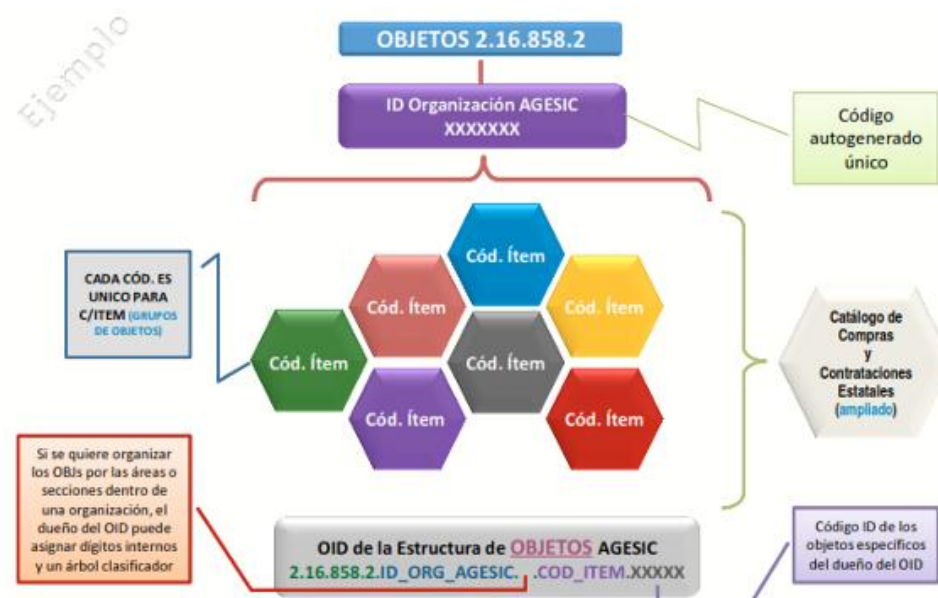 Ejemplo
OBJETOS 2.16.858.2
ID Organización AGESIC
XXXXXXX
Código
autogenerado
único
CADA CÓD. ES
UNICO PARA
C/ITEM (GRUPOS
DE OBJETOS)
Cód. Ítem
Cód. Ítem
Cód. Ítem
Cód. Ítem
Cód. Ítem
Cód. Ítem
Cód. Ítem
Catálogo de
Compras
y
Contrataciones
Estatales
(ampliado)
Si se quiere organizar
los OBJs por las áreas o
secciones dentro de
una organización, el
dueño del OID puede
asignar dígitos internos
y un árbol clasificador
OID de la Estructura de OBJETOS AGESIC
2.16.858.2.ID_ORG_AGESIC. .COD_ITEM.XXXXX
Código ID de los
objetos específicos
del dueño del OID